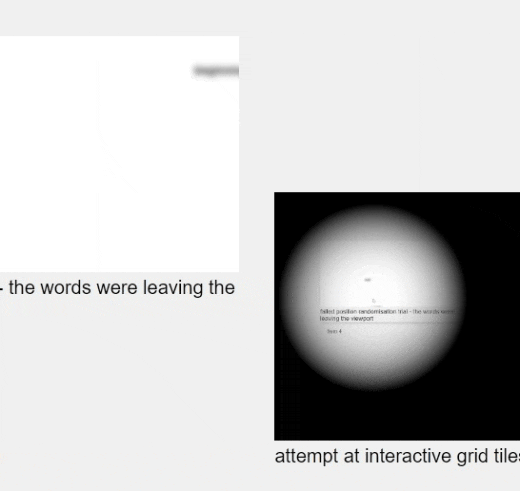 - the words were leaving the
failed position randomisation trial - the words were
leaving the viewport
Item 4
attempt at interactive grid tiles